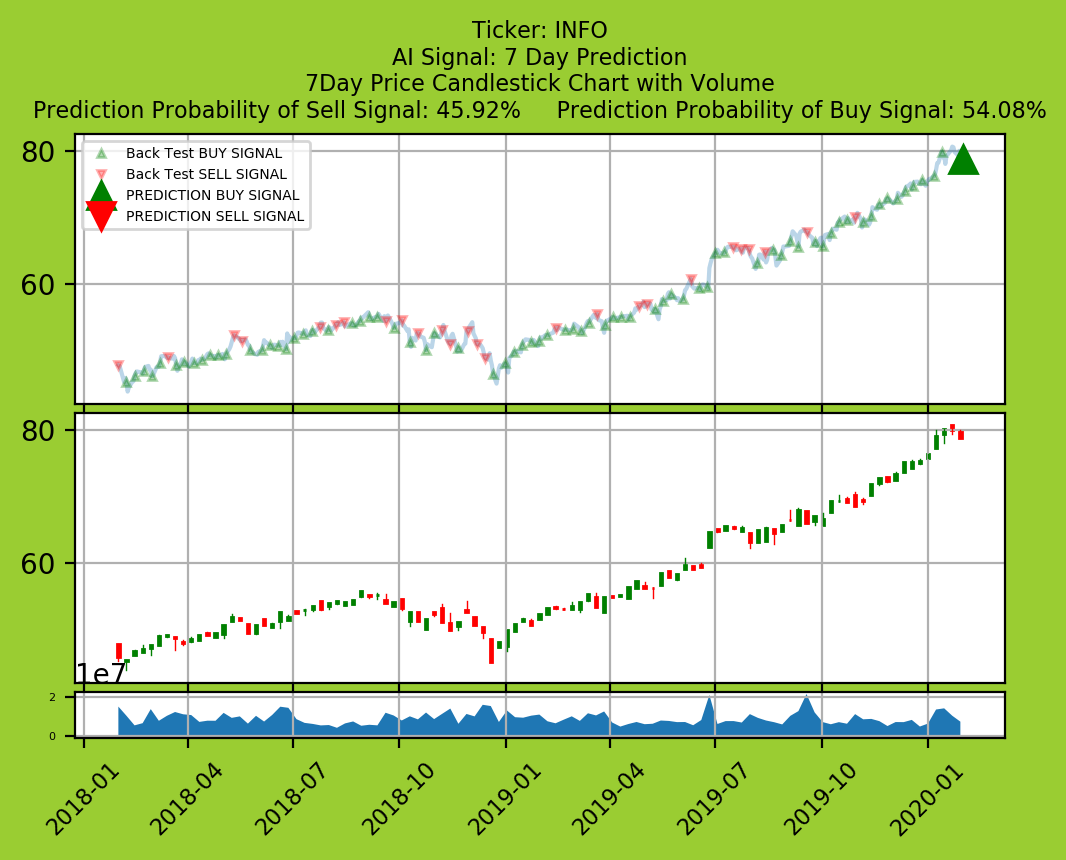 Ticker: INFO
AI Signal: 7 Day Prediction
7Day Price Candlestick Chart with Volume
Prediction Probability of Sell Signal: 45.92%     Prediction Probability of Buy Signal: 54.08%
Back Test BUY SIGNAL
Back Test SELL SIGNAL
PREDICTION BUY SIGNAL
PREDICTION SELL SIGNAL
80
60
80
60
1e7
2
0
2018-01
2018-04
2018-07
2018-10
2019-01
2019-04
2019-07
2019-10
2020-01